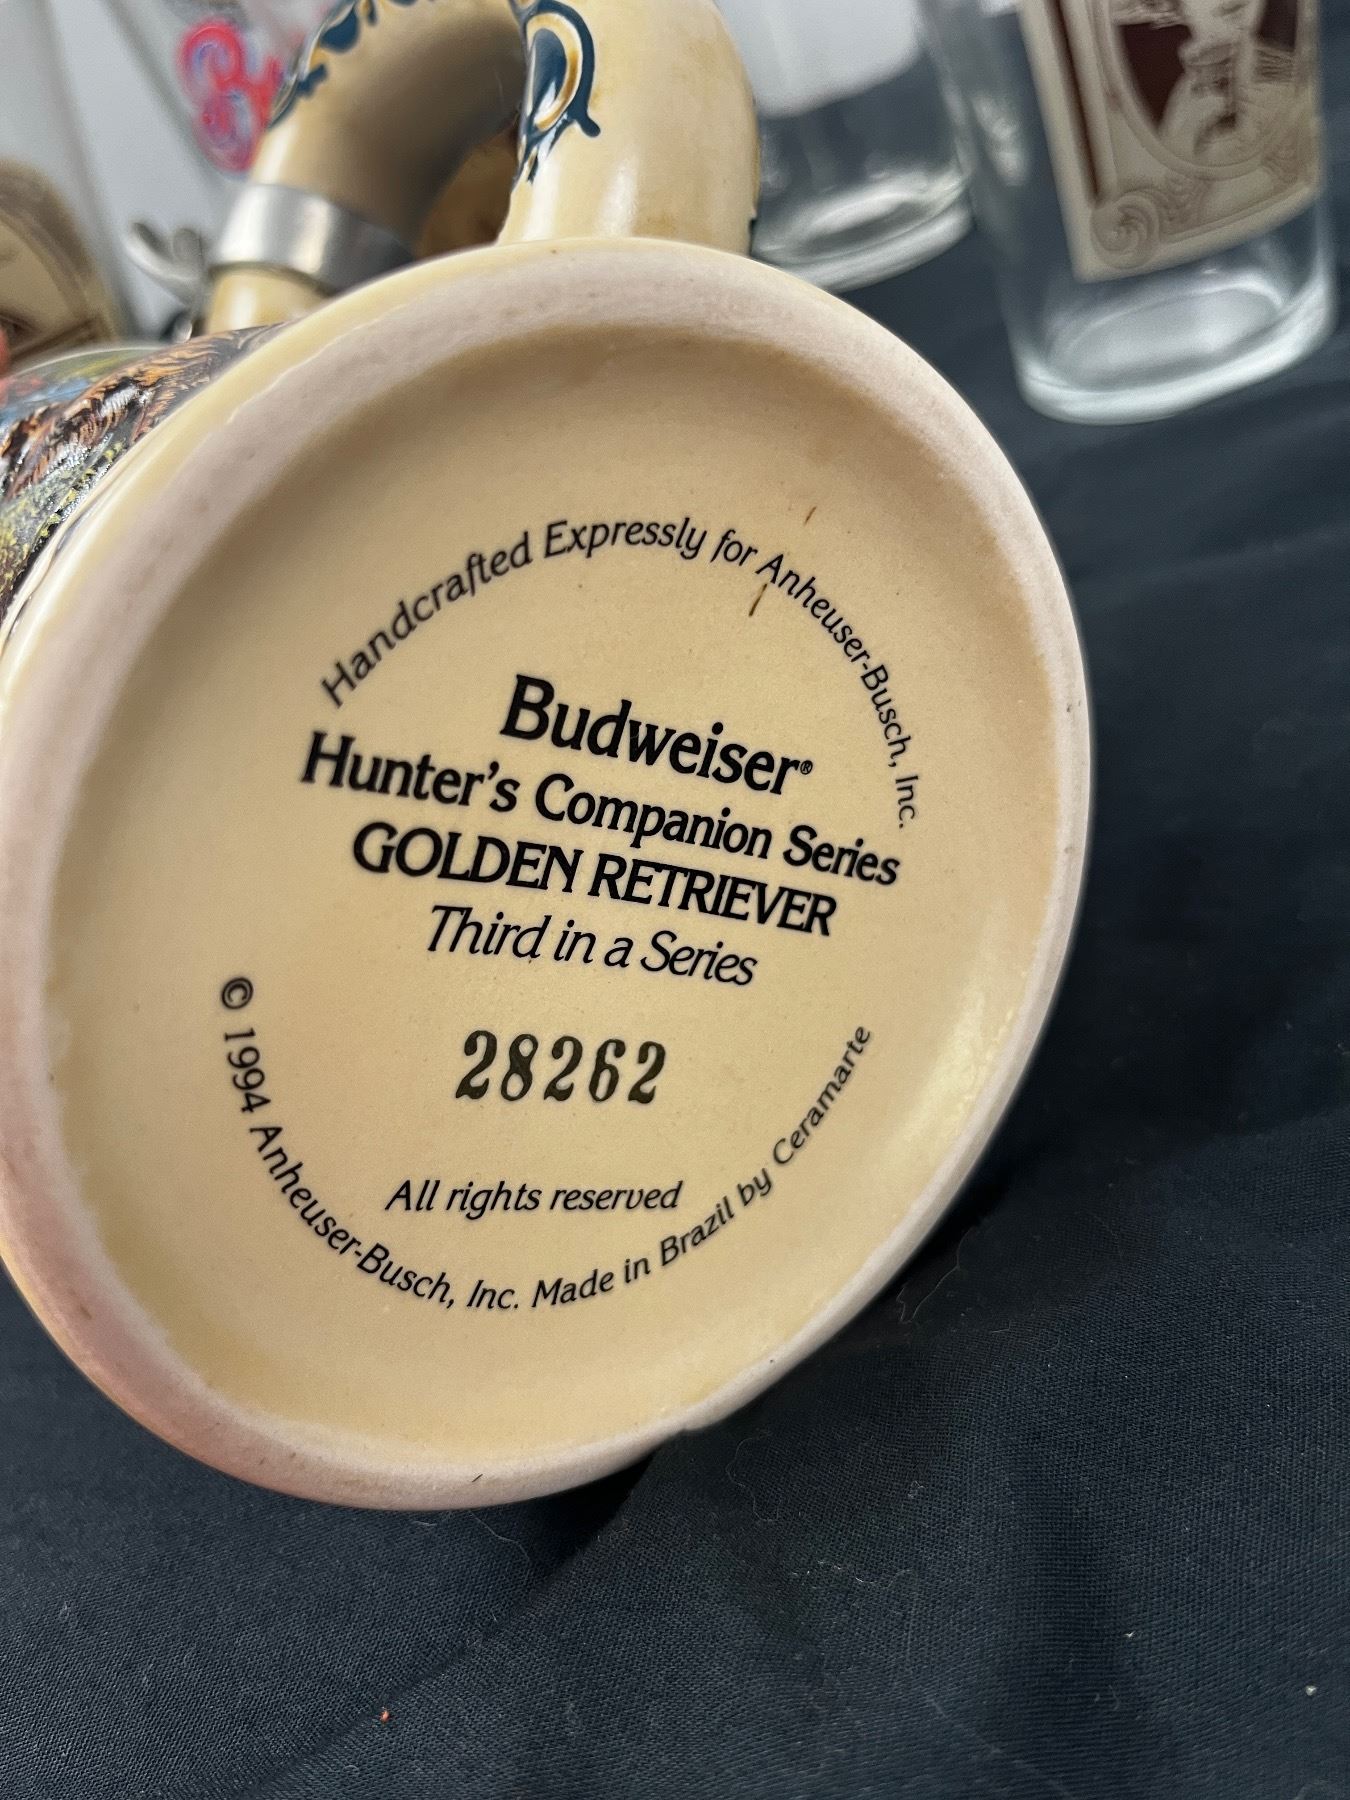 Handcrafted Expressly for Anheuser-Busch, Inc.
Budweiser®
Hunter's Companion Series
GOLDEN RETRIEVER
Third in a Series
28262
All rights reserved
© 1994 Anheuser-Busch, Inc. Made in Brazil by Ceramarte